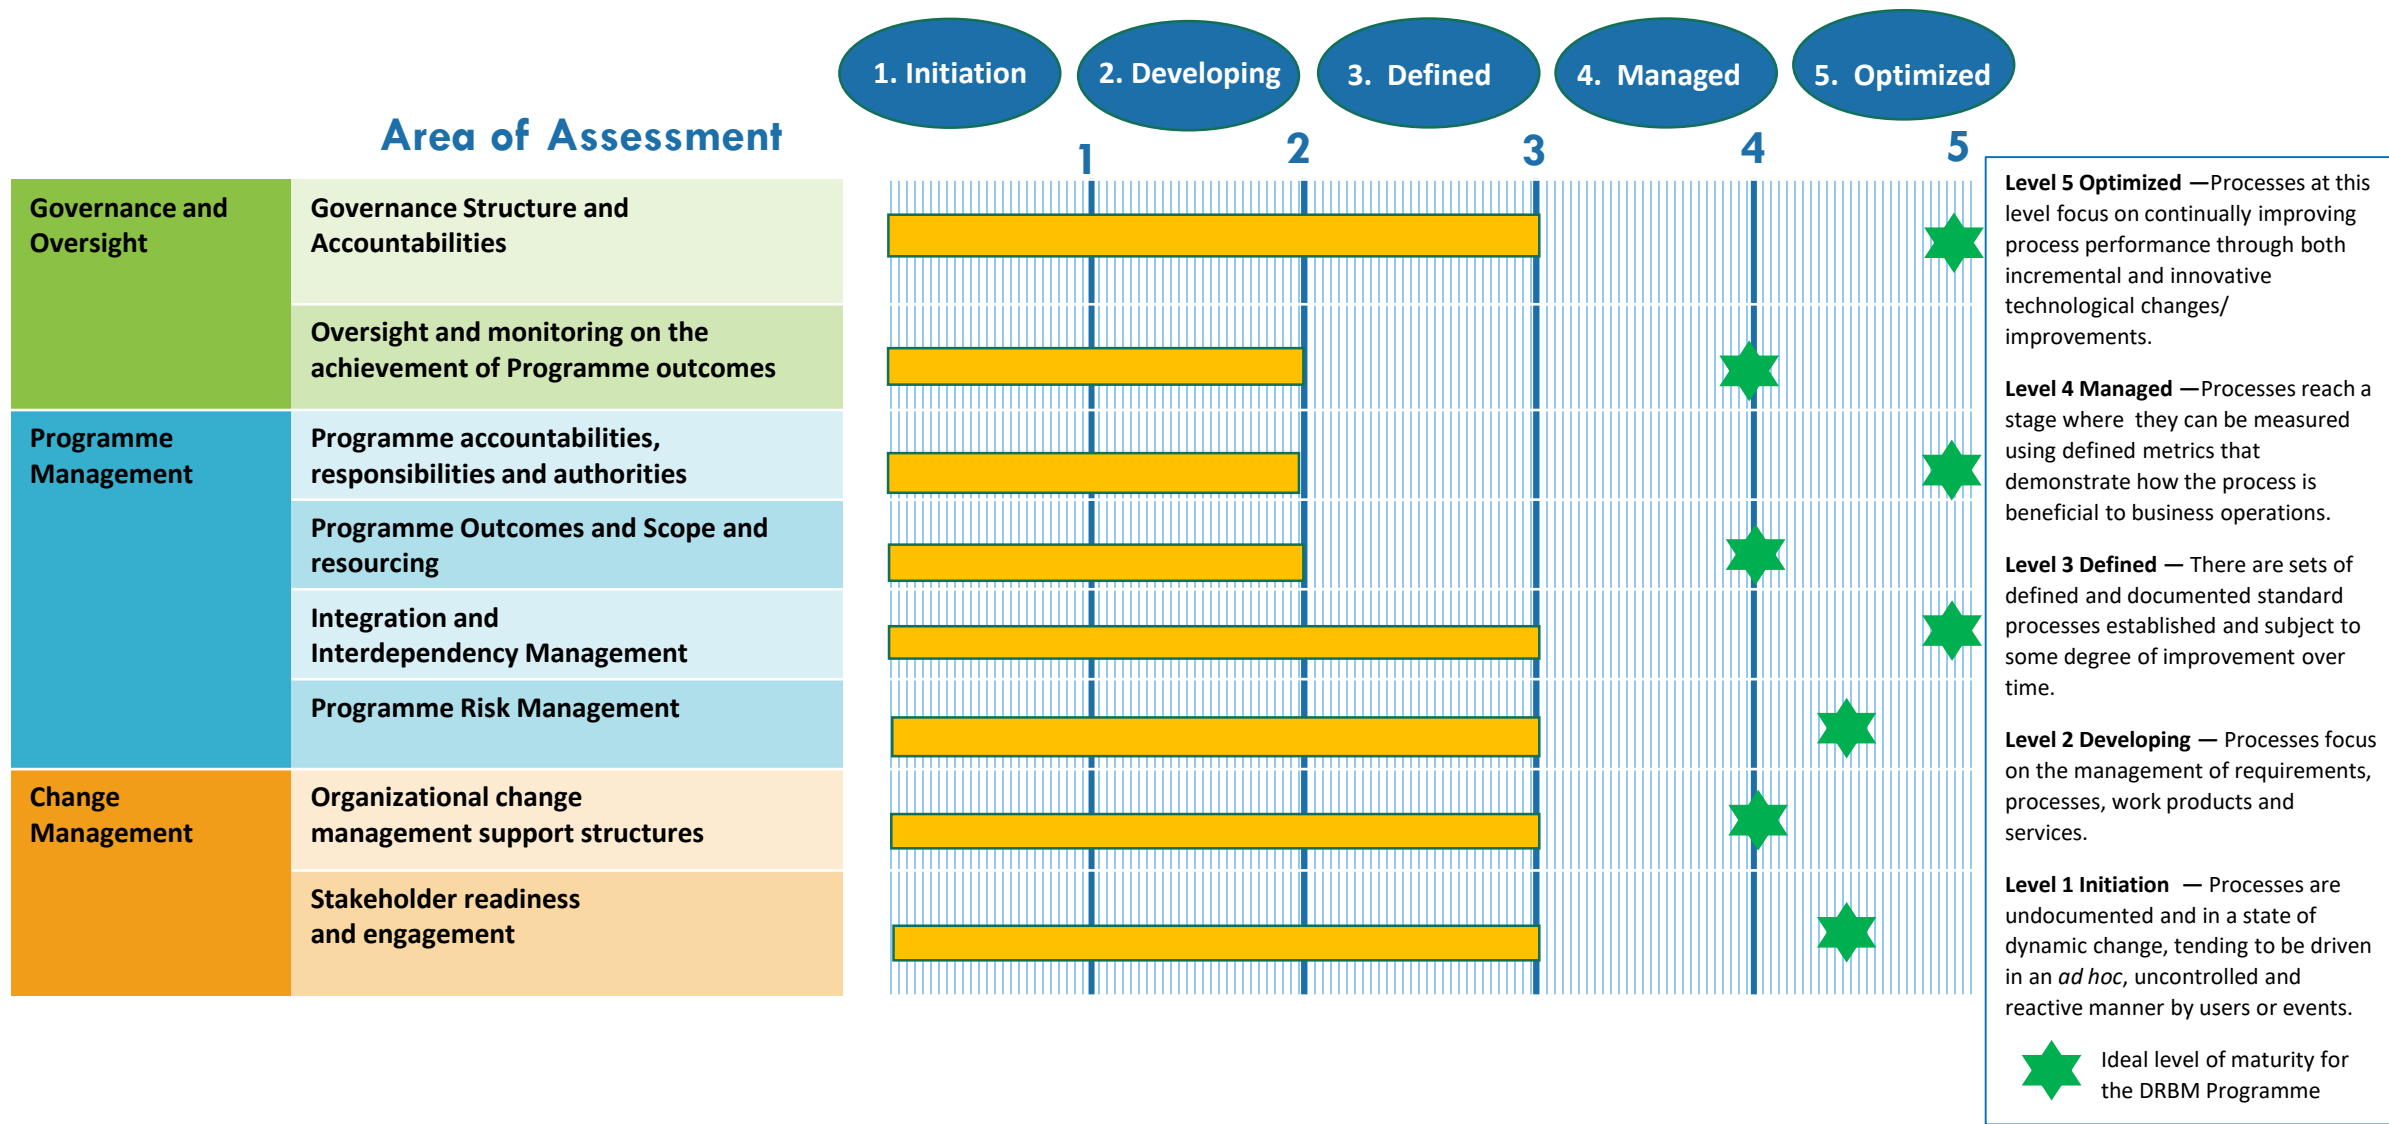 1. Initiation
2. Developing
3. Defined
4. Managed
5. Optimized
Area of Assessment
1
2
3
4
5
Governance and
Oversight
Governance Structure and
Accountabilities
Oversight and monitoring on the
achievement of Programme outcomes
Programme
Management
Programme accountabilities,
responsibilities and authorities
Programme Outcomes and Scope and
resourcing
Integration and
Interdependency Management
Programme Risk Management
Change
Management
Organizational change
management support structures
Stakeholder readiness
and engagement
Level 5 Optimized —Processes at this
level focus on continually improving
process performance through both
incremental and innovative
technological changes/
improvements.
Level 4 Managed —Processes reach a
stage where they can be measured
using defined metrics that
demonstrate how the process is
beneficial to business operations.
Level 3 Defined — There are sets of
defined and documented standard
processes established and subject to
some degree of improvement over
time.
Level 2 Developing — Processes focus
on the management of requirements,
processes, work products and
services.
Level 1 Initiation — Processes are
undocumented and in a state of
dynamic change, tending to be driven
in an ad hoc, uncontrolled and
reactive manner by users or events.
Ideal level of maturity for
the DRBM Programme